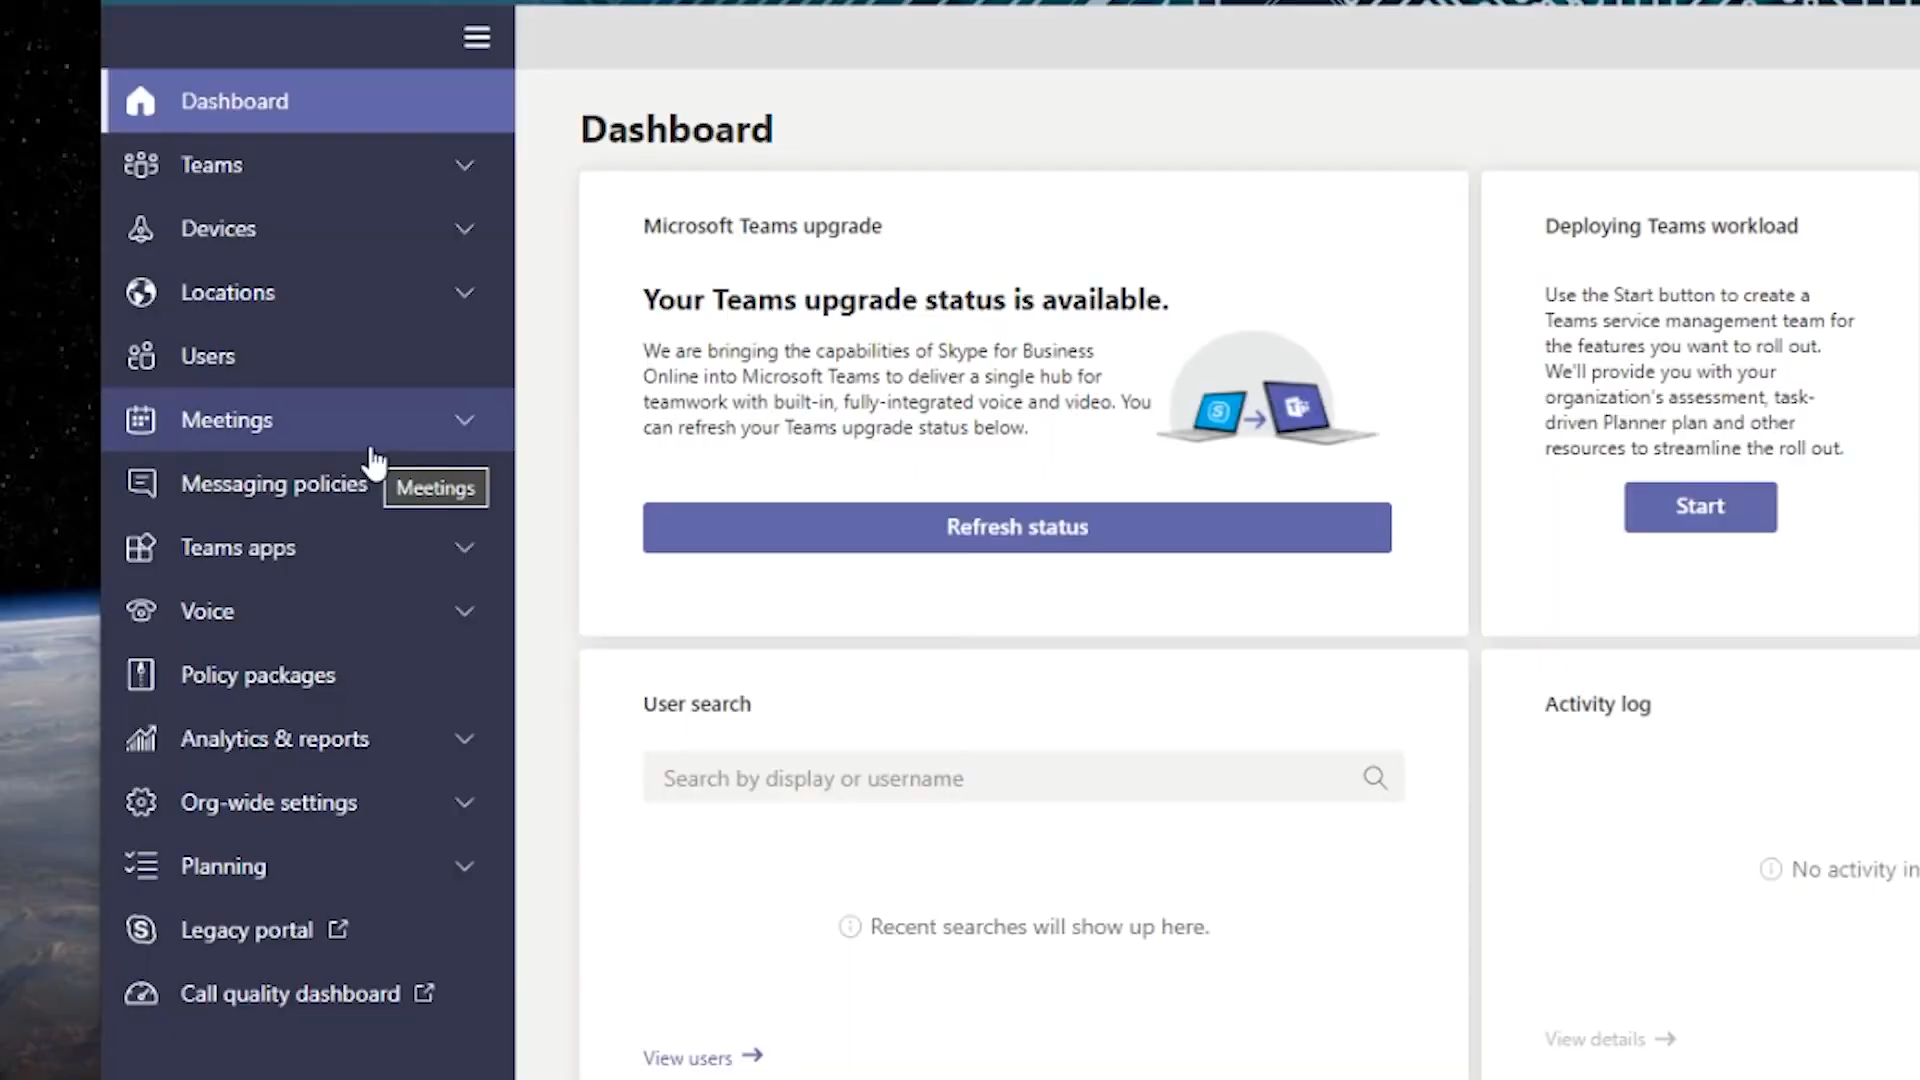 Dashboard
Teams
Devices
Locations
Users
Meetings
Messaging policies
Meetings
Teams apps
Voice
Policy packages
Analytics & reports
Org-wide settings
Planning
Legacy portal
Call quality dashboard
Dashboard
Microsoft Teams upgrade
Your Teams upgrade status is available.
We are bringing the capabilities of Skype for Business
Online into Microsoft Teams to deliver a single hub for
teamwork with built-in, fully-integrated voice and video. You
can refresh your Teams upgrade status below.
Refresh status
Deploying Teams workload
Use the Start button to create a
Teams service management team for
the features you want to roll out.
We'll provide you with your
organization's assessment, task-
driven Planner plan and other
resources to streamline the roll out.
Start
User search
Search by display or username
Recent searches will show up here.
View users
Activity log
No activity in
View details